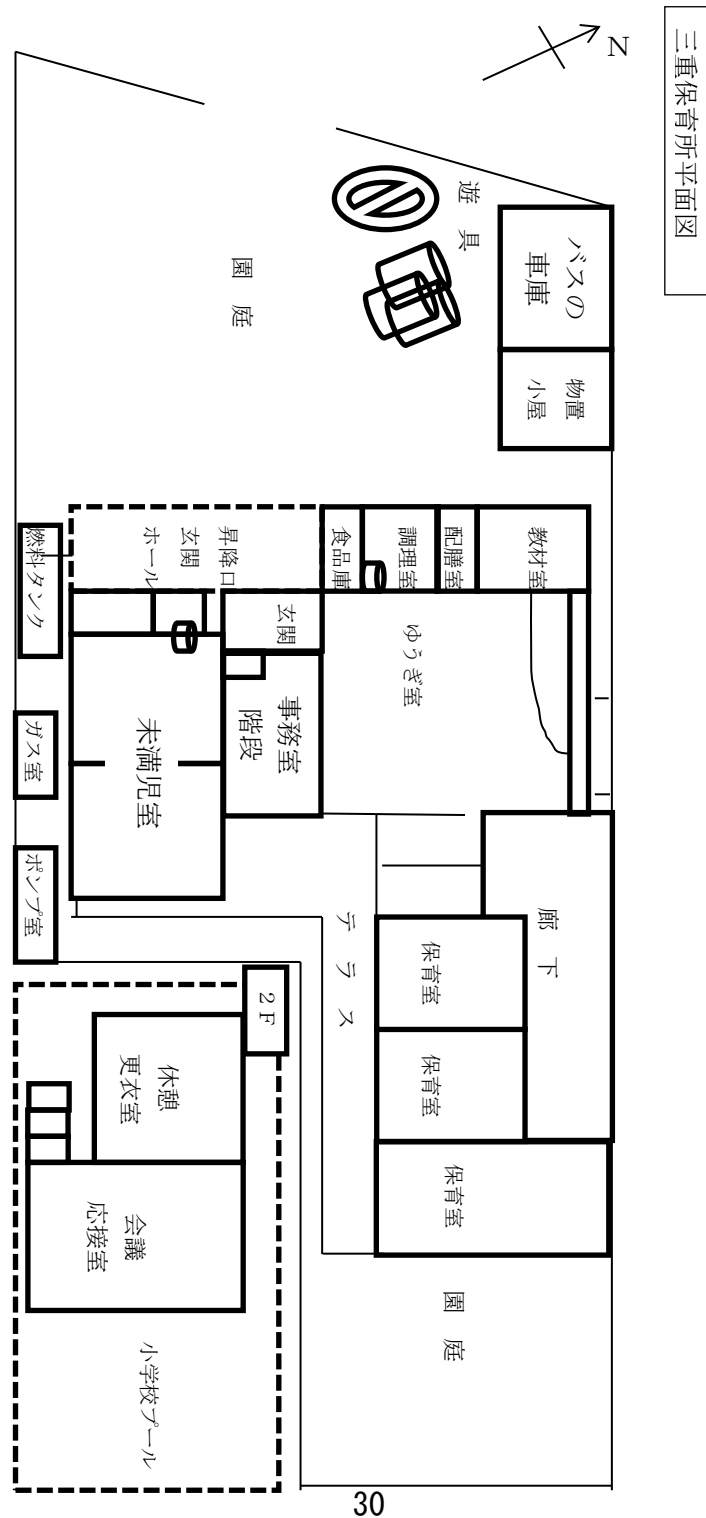 三重保育所平面図
N
遊具
園庭
バスの
車庫
物置
小屋
昇降口
玄関
ホール
食品庫
調理室
配膳室
教材室
燃料タンク
玄関
ゆうぎ室
事務室
階段
未満児室
ガス室
ポンプ室
テラス
廊下
保育室
保育室
保育室
2F
休憩
更衣室
会議
応接室
小学校プール
園庭
30